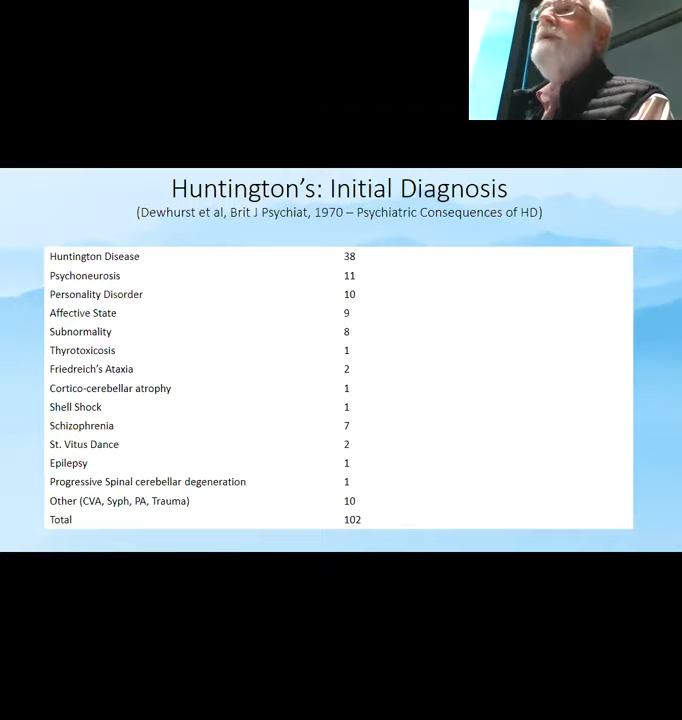 Huntington's: Initial Diagnosis
(Dewhurst et al, Brit J Psychiat, 1970 – Psychiatric Consequences of HD)
Huntington Disease 38
Psychoneurosis 11
Personality Disorder 10
Affective State 9
Subnormality 8
Thyrotoxicosis 1
Friedreich's Ataxia 2
Cortico-cerebellar atrophy 1
Shell Shock 1
Schizophrenia 7
St. Vitus Dance 2
Epilepsy 1
Progressive Spinal cerebellar degeneration 1
Other (CVA, Syph, PA, Trauma) 10
Total 102